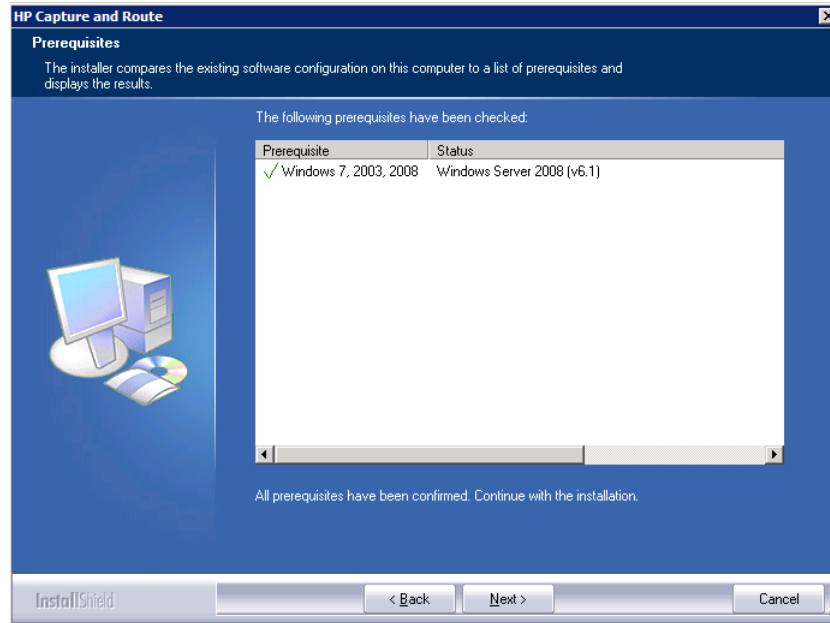 HP Capture and Route
Prerequisites
The installer compares the existing software configuration on this computer to a list of prerequisites and
displays the results.
The following prerequisites have been checked:
Prerequisite Status
Windows 7, 2003, 2008 Windows Server 2008 (v6.1)
All prerequisites have been confirmed. Continue with the installation.
InstallShield
< Back Next > Cancel